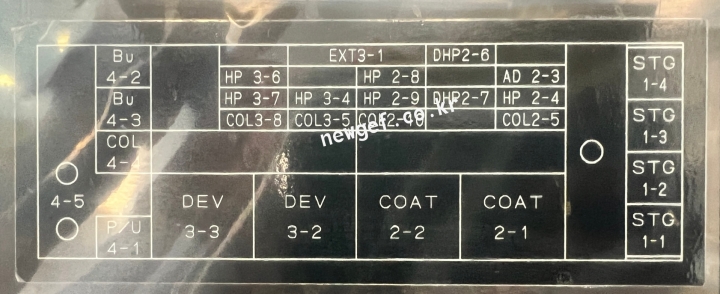 Bu EXT3-1 DHP2-6
4-2 HP 3-6 HP 2-8 AD 2-3
STG
1-4
Bu HP 3-7 HP 3-4 HP 2-9 DHP2-7 HP 2-4
4-3 COL3-8 COL3-5 COL2-10 COL2-5
STG
1-3
newgef.co.kr
COL
STG
1-2
4-5
DEV DEV COAT COAT
3-3 3-2 2-2 2-1
P/U
4-1
STG
1-1